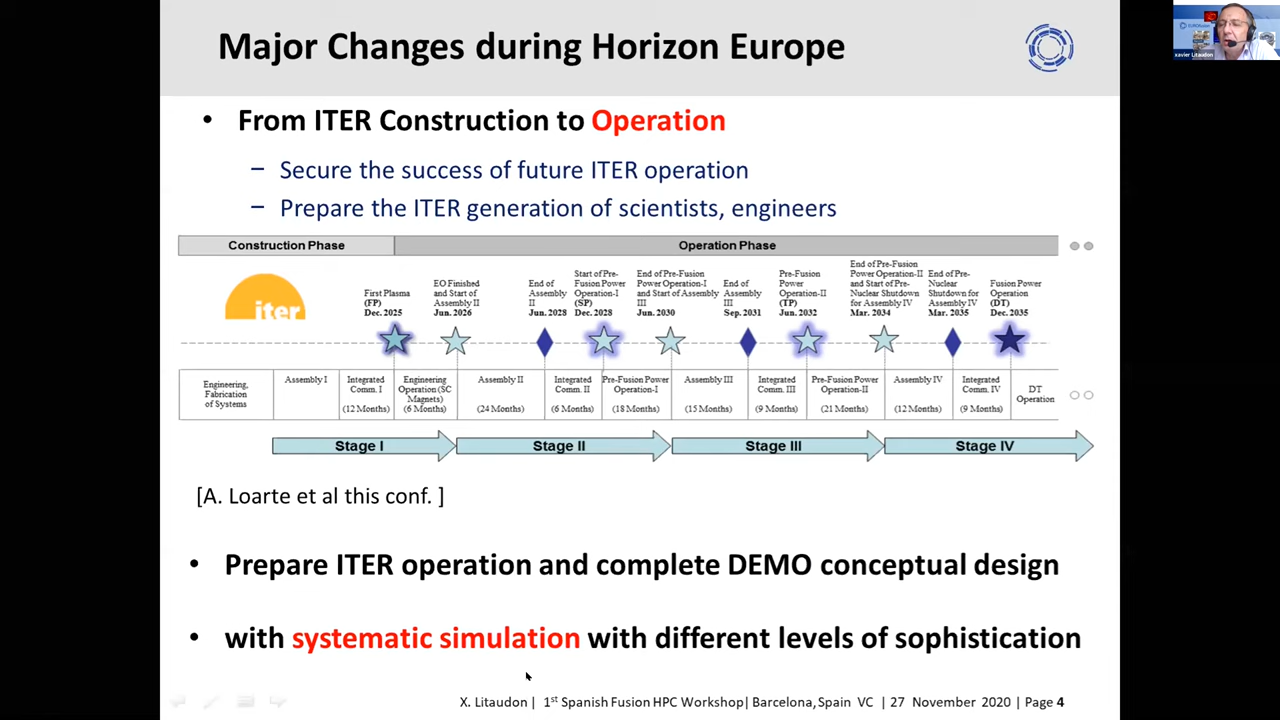 Major Changes during Horizon Europe
xavier Litaudon
• From ITER Construction to Operation
– Secure the success of future ITER operation
– Prepare the ITER generation of scientists, engineers
Construction Phase
Operation Phase
iter
First Plasma
(FP)
Dec. 2025
EO Finished
and Start of
Assembly II
Jun. 2026
End of
Assembly
II
Jun. 2028
Start of Pre-
Fusion Power
Operation-I
(SP)
Dec. 2028
End of Pre-Fusion
Power Operation-I
and Start of Assembly
III
Jun. 2030
End of
Assembly
III
Sep. 2031
Pre-Fusion
Power
Operation-II
(TP)
Jun. 2032
End of Pre-Fusion
Power Operation-II
and Start of Pre-
Nuclear Shutdown
for Assembly IV
Mar. 2034
End of Pre-
Nuclear
Shutdown for
Assembly IV
Mar. 2035
Fusion Power
Operation
(DT)
Dec. 2035
Engineering,
Fabrication
of Systems
Assembly I
Integrated
Comm. I
(12 Months)
Engineering
Operation (SC
Magnets)
(6 Months)
Assembly II
(24 Months)
Integrated
Comm. II
(6 Months)
Pre-Fusion Power
Operation-I
(18 Months)
Assembly III
(15 Months)
Integrated
Comm. III
(9 Months)
Pre-Fusion Power
Operation-II
(21 Months)
Assembly IV
(12 Months)
Integrated
Comm. IV
(9 Months)
DT
Operation
Stage I
Stage II
Stage III
Stage IV
[A. Loarte et al this conf. ]
• Prepare ITER operation and complete DEMO conceptual design
• with systematic simulation with different levels of sophistication
X. Litaudon | 1st Spanish Fusion HPC Workshop| Barcelona, Spain VC | 27 November 2020 | Page 4